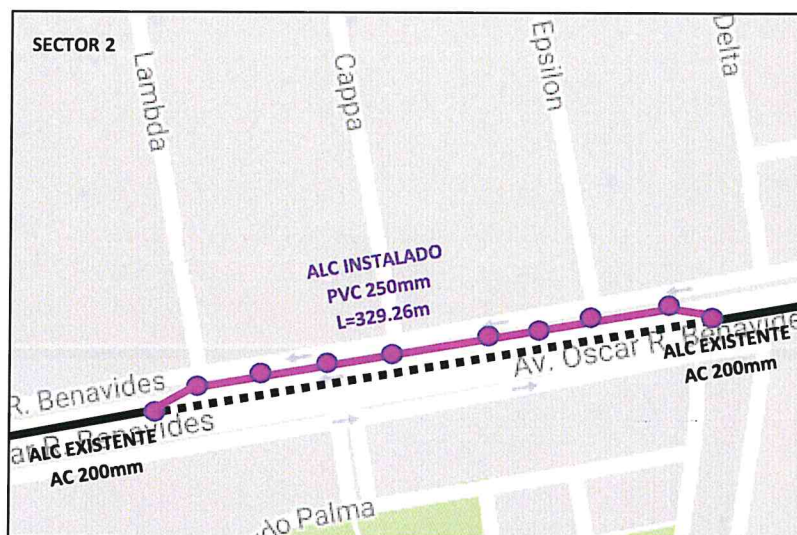 SECTOR 2
Lambda
Cappa
Epsilon
Delta
ALC INSTALADO
PVC 250mm
L=329.26m
R. Benavides
Av. Oscar R. Benavide
ALC EXISTENTE
AC 200mm
ar R. Benavides
ALC EXISTENTE
AC 200mm
do Palma